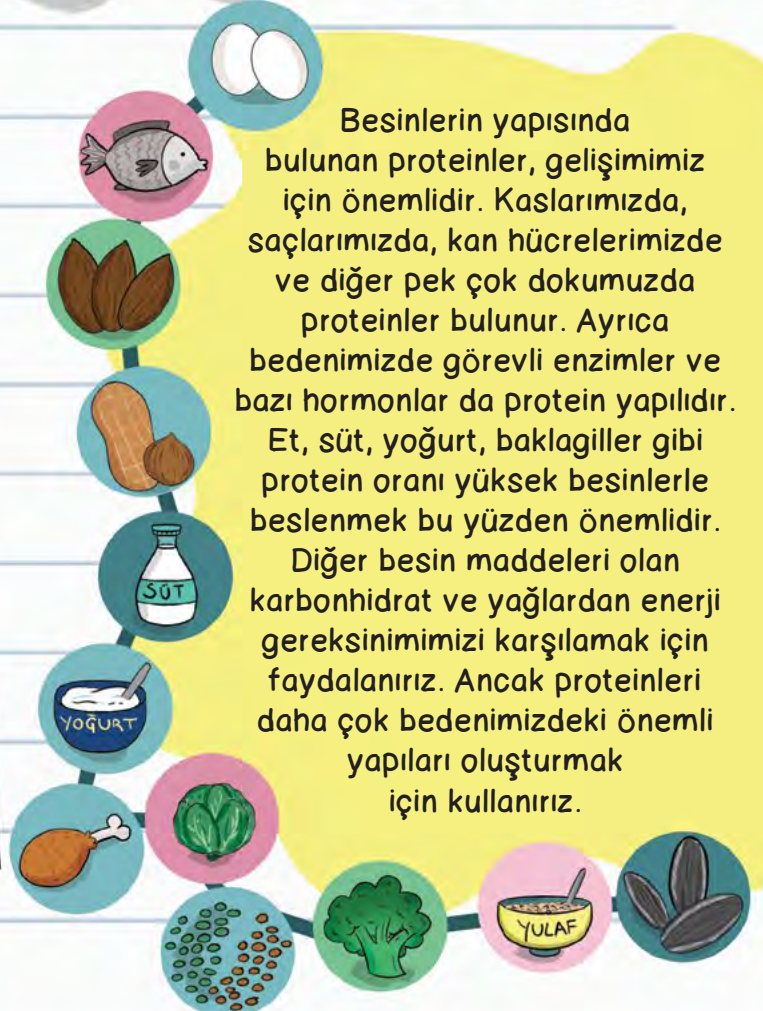 Besinlerin yapısında
bulunan proteinler, gelişimimiz
için önemlidir. Kaslarımızda,
saçlarımızda, kan hücrelerimizde
ve diğer pek çok dokumuzda
proteinler bulunur. Ayrıca
bedenimizde görevli enzimler ve
bazı hormonlar da protein yapılıdır.
Et, süt, yoğurt, baklagiller gibi
protein oranı yüksek besinlerle
beslenmek bu yüzden önemlidir.
Diğer besin maddeleri olan
karbonhidrat ve yağlardan enerji
gereksinimimizi karşılamak için
faydalanırız. Ancak proteinleri
daha çok bedenimizdeki önemli
yapıları oluşturmak
için kullanırız.
SÜT
YOĞURT
YULAF